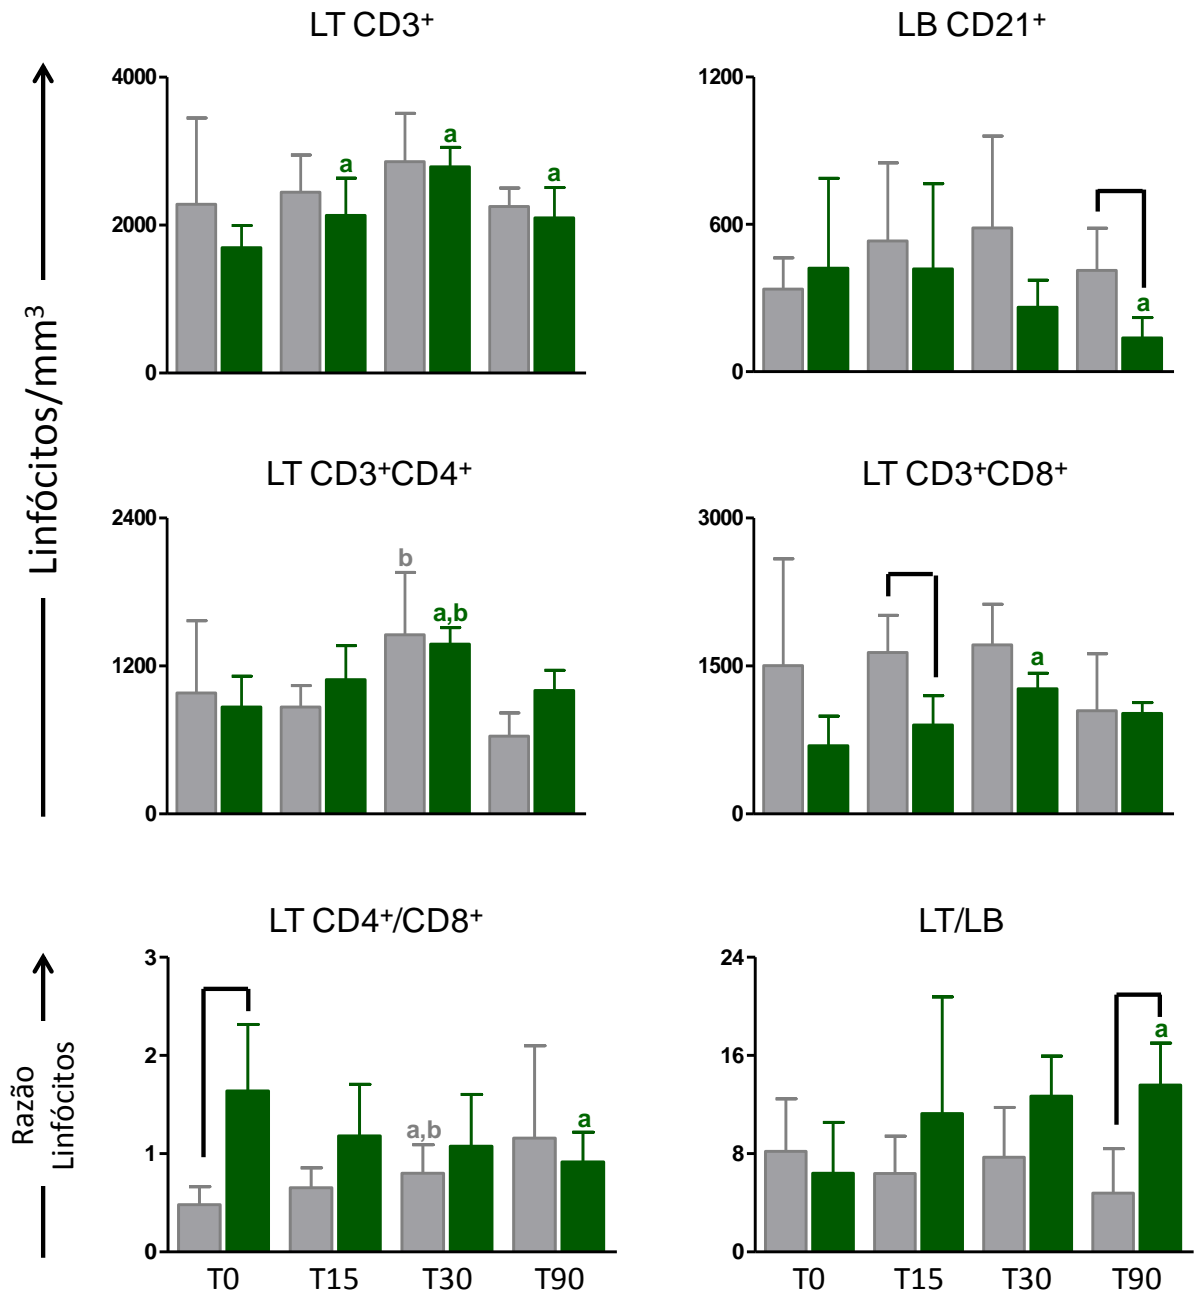 LT CD3⁺
LB CD21⁺
Linfócitos/mm³
4000
2000
0
a
a
a
1200
600
0
a
LT CD3⁺CD4⁺
LT CD3⁺CD8⁺
2400
1200
0
b
a,b
3000
1500
0
a
LT CD4⁺/CD8⁺
LT/LB
Razão
Linfócitos
3
2
1
0
a,b
a
T0 T15 T30 T90
24
16
8
0
a
T0 T15 T30 T90